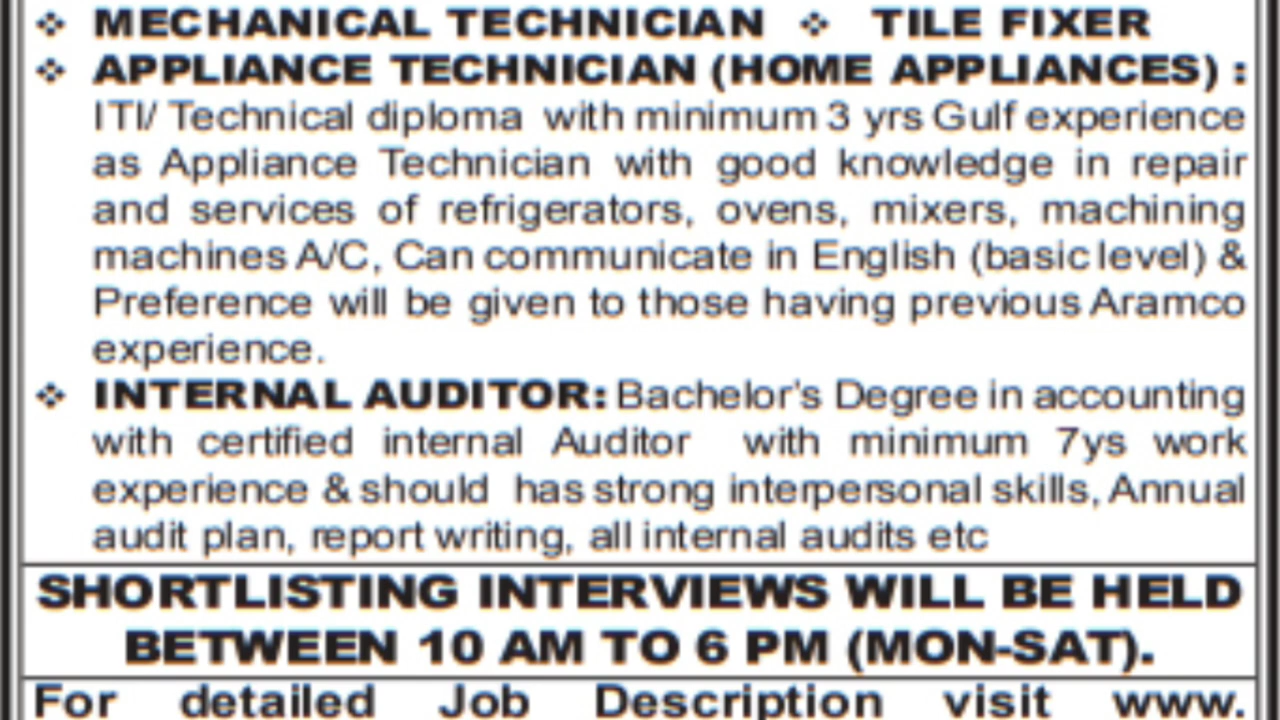 ❖ MECHANICAL TECHNICIAN ❖ TILE FIXER
❖ APPLIANCE TECHNICIAN (HOME APPLIANCES) :
ITI/ Technical diploma with minimum 3 yrs Gulf experience
as Appliance Technician with good knowledge in repair
and services of refrigerators, ovens, mixers, machining
machines A/C, Can communicate in English (basic level) &
Preference will be given to those having previous Aramco
experience.
❖ INTERNAL AUDITOR: Bachelor's Degree in accounting
with certified internal Auditor with minimum 7ys work
experience & should has strong interpersonal skills, Annual
audit plan, report writing, all internal audits etc
SHORTLISTING INTERVIEWS WILL BE HELD
BETWEEN 10 AM TO 6 PM (MON-SAT).
For detailed Job Description visit www.